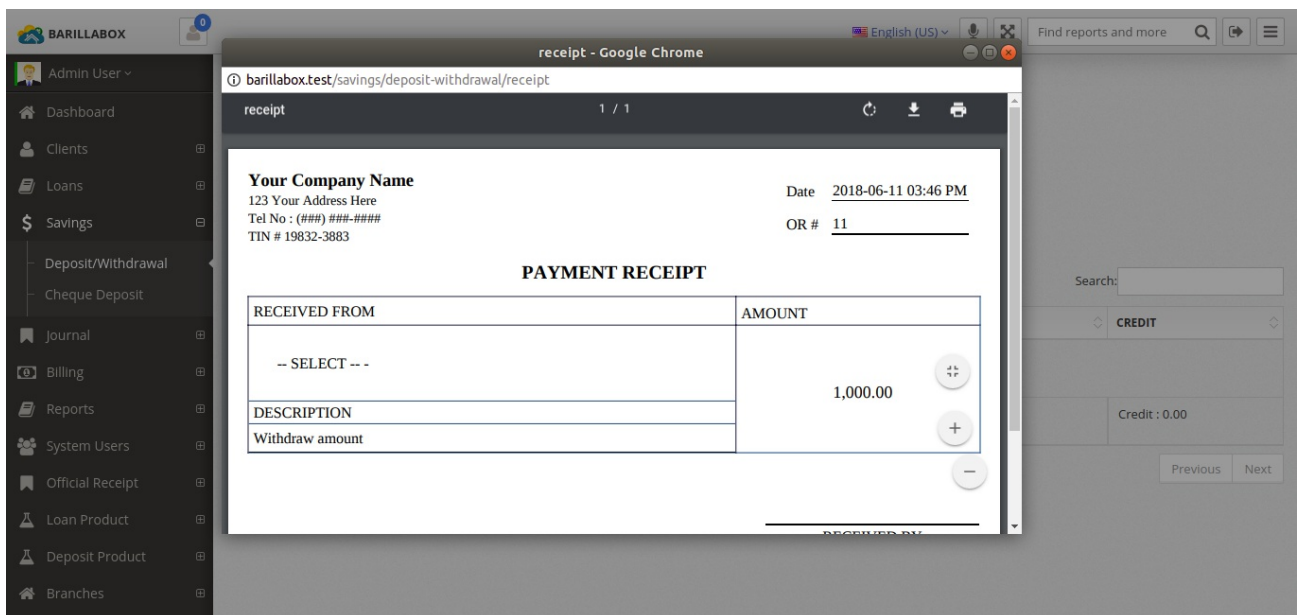 BARILLABOX
0
English (US)
Find reports and more
Admin User
Dashboard
Clients
Loans
Savings
Deposit/Withdrawal
Cheque Deposit
Journal
Billing
Reports
System Users
Official Receipt
Loan Product
Deposit Product
Branches
receipt - Google Chrome
barillabox.test/savings/deposit-withdrawal/receipt
receipt
1 / 1
Your Company Name
123 Your Address Here
Tel No : (###) ###-####
TIN # 19832-3883
Date 2018-06-11 03:46 PM
OR # 11
PAYMENT RECEIPT
RECEIVED FROM AMOUNT
-- SELECT -- -
1,000.00
DESCRIPTION
Withdraw amount
RECEIVED BY
Search:
CREDIT
Credit : 0.00
Previous Next